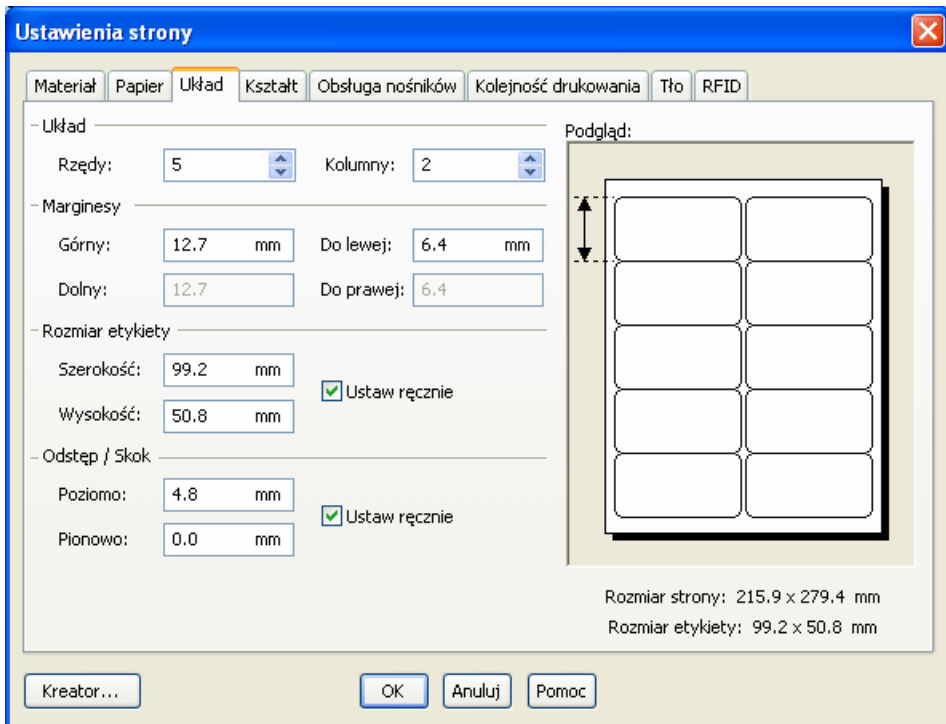 Ustawienia strony
Materiał Papier Układ Kształt Obsługa nośników Kolejność drukowania Tło RFID
Układ
Rzędy: 5 Kolumny: 2
Marginesy
Górny: 12.7 mm Do lewej: 6.4 mm
Dolny: 12.7 Do prawej: 6.4
Rozmiar etykiety
Szerokość: 99.2 mm
Ustaw ręcznie
Wysokość: 50.8 mm
Odstęp / Skok
Poziomo: 4.8 mm
Ustaw ręcznie
Pionowo: 0.0 mm
Podgląd:
Rozmiar strony: 215.9 x 279.4 mm
Rozmiar etykiety: 99.2 x 50.8 mm
Kreator... OK Anuluj Pomoc